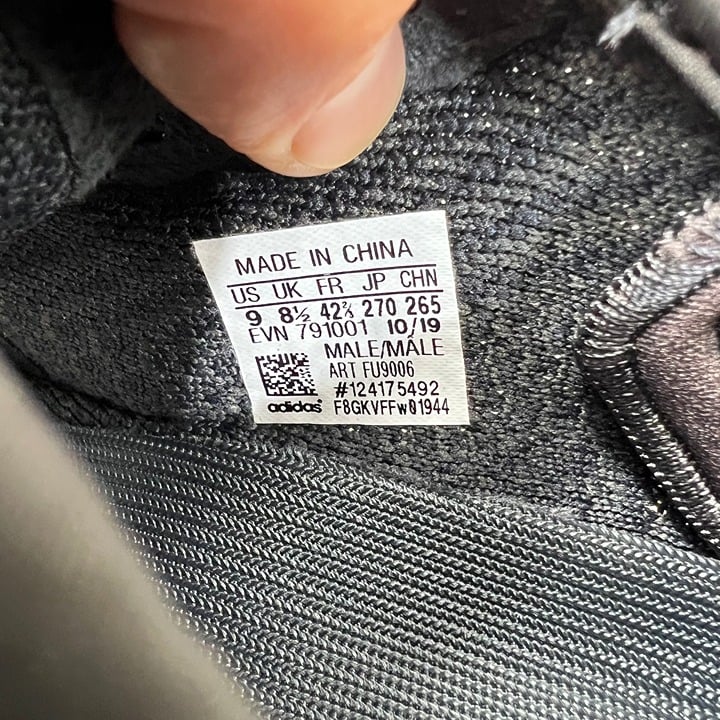 MADE IN CHINA
US UK FR JP CHN
9 8½ 42⅔ 270 265
EVN 791001 10/19
MALE/MÂLE
ART FU9006
#124175492
adidas F8GKVFFW01944